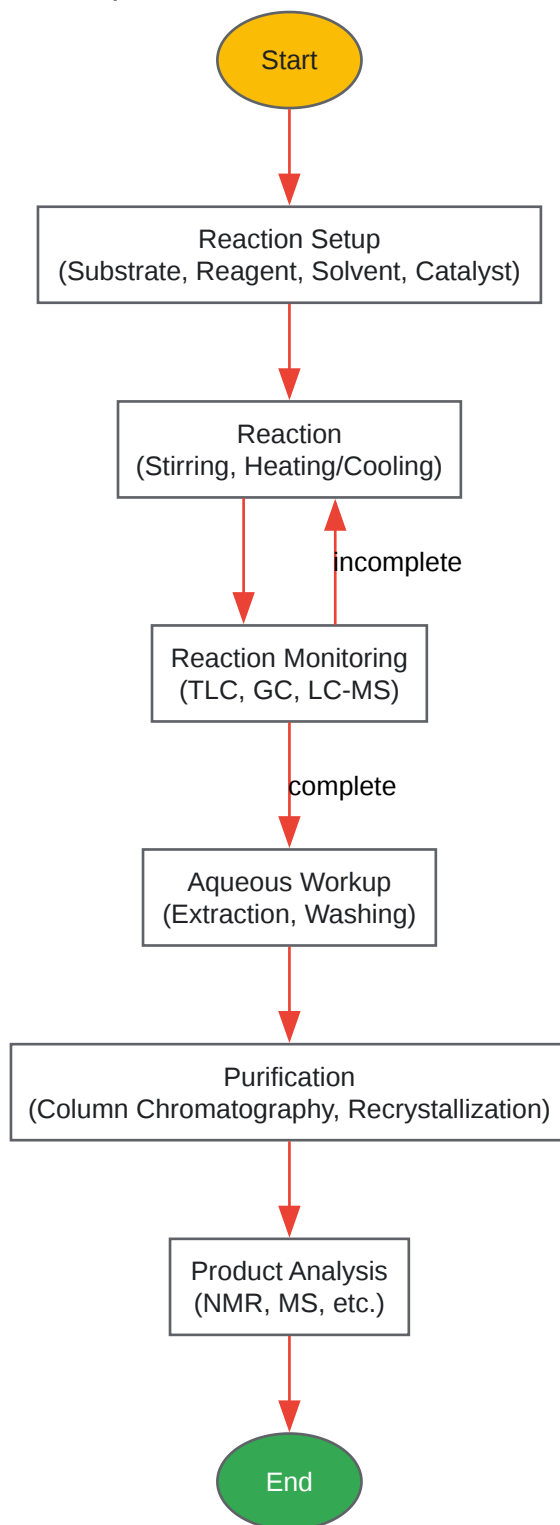 Start
Reaction Setup
(Substrate, Reagent, Solvent, Catalyst)
Reaction
(Stirring, Heating/Cooling)
incomplete
Reaction Monitoring
(TLC, GC, LC-MS)
complete
Aqueous Workup
(Extraction, Washing)
Purification
(Column Chromatography, Recrystallization)
Product Analysis
(NMR, MS, etc.)
End